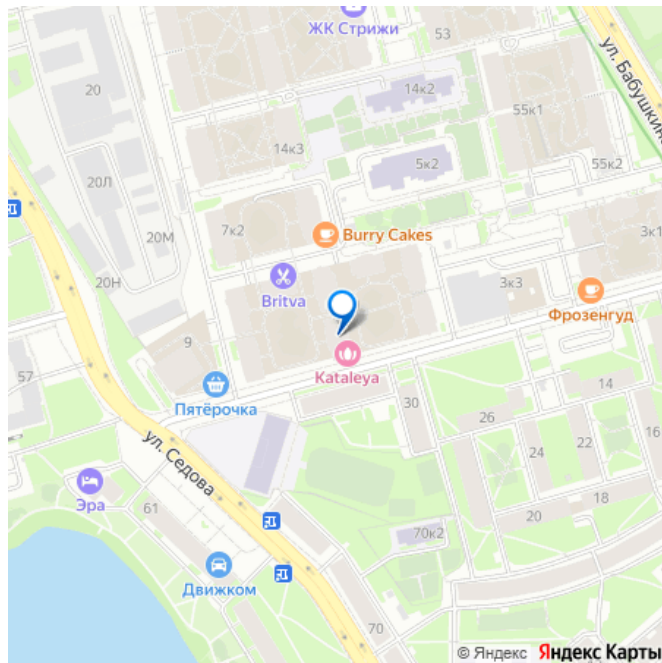 ЖК Стрижи
53
ул. Бабушкина
20
14к2
55к1
14к3
5к2
55к2
20Л
7к2
Burry Cakes
20М
3к1
20Н
Britva
3к3
Фрозенгуд
9
Kataleya
57
Пятёрочка
14
30
26
16
ул. Седова
24
22
Эра
61
18
20
70к2
Движком
70
© Яндекс Яндекс Карты